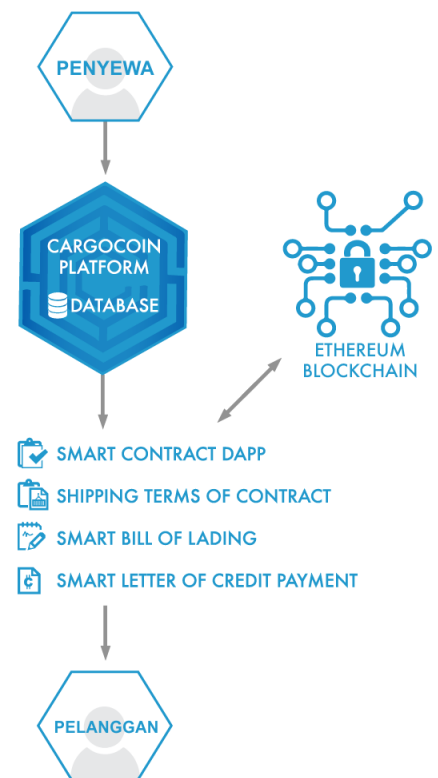 PENYEWA
CARGOCOIN
PLATFORM
DATABASE
ETHEREUM
BLOCKCHAIN
SMART CONTRACT DAPP
SHIPPING TERMS OF CONTRACT
SMART BILL OF LADING
SMART LETTER OF CREDIT PAYMENT
PELANGGAN